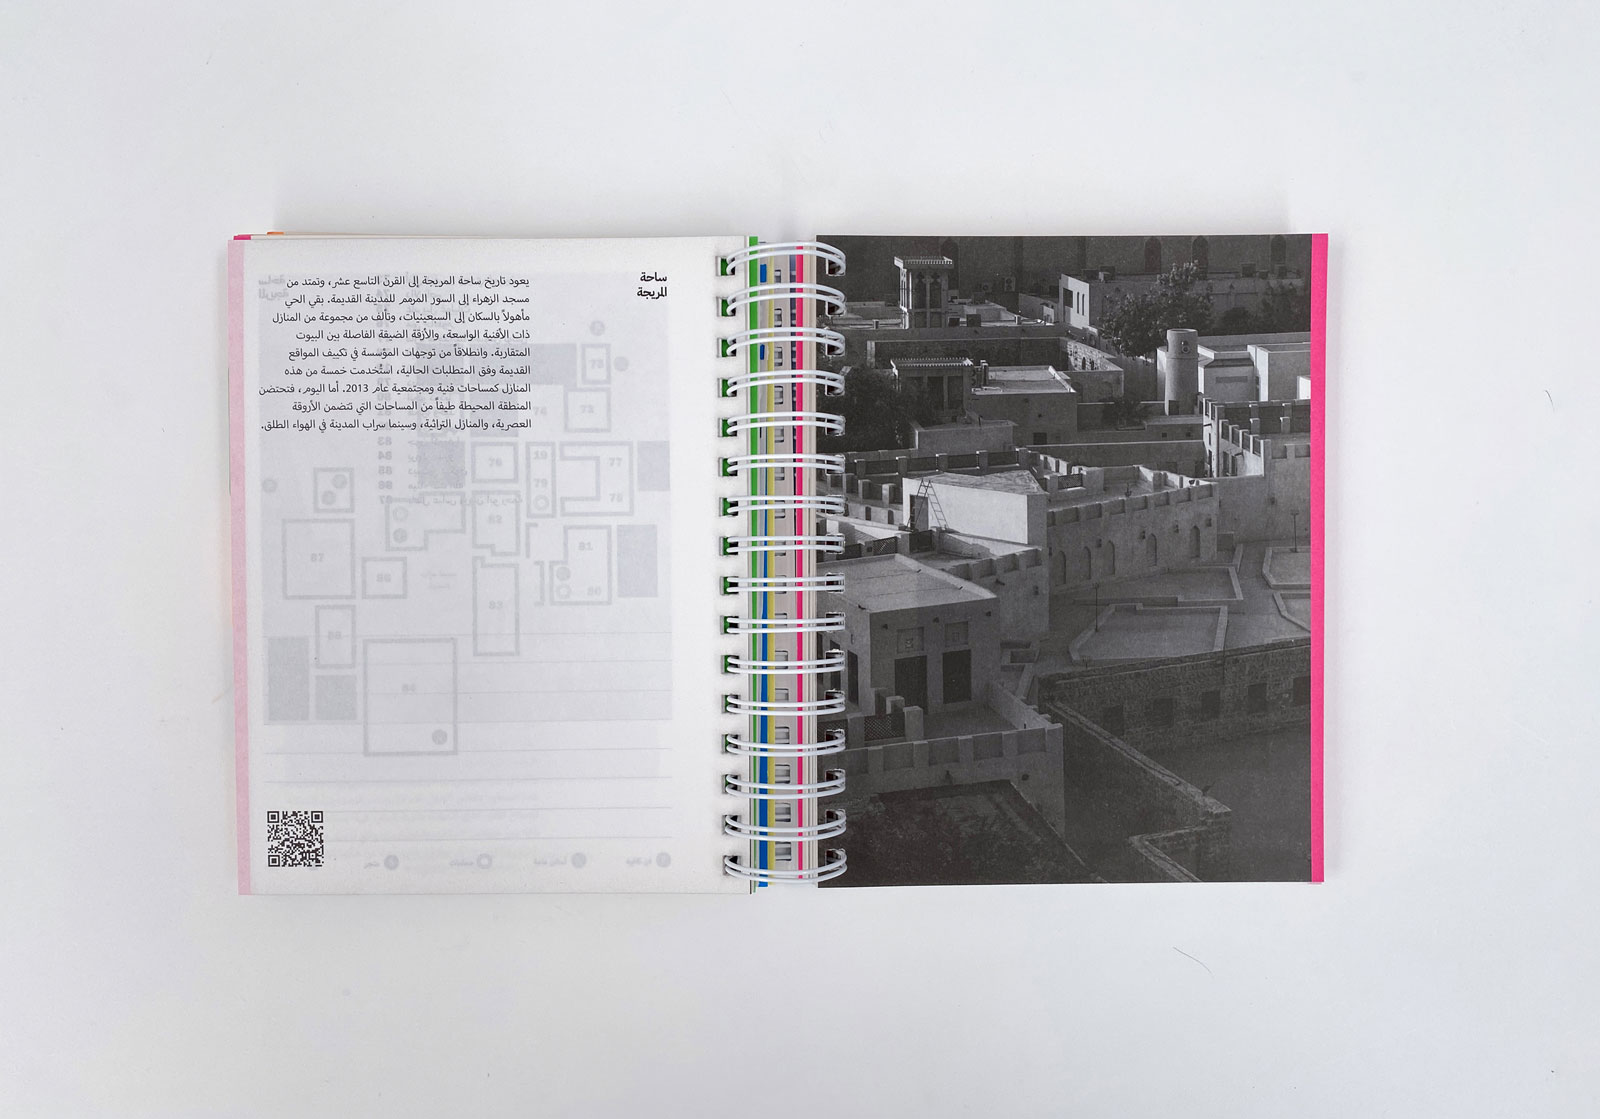 ساحة
المريجة
يعود تاريخ ساحة المريجة إلى القرن التاسع عشر، وتمتد من
مسجد الزهراء إلى السور المرمم للمدينة القديمة. بقي الحي
مأهولاً بالسكان إلى السبعينيات، وتألف من مجموعة من المنازل
ذات الأفنية الواسعة، والأزقة الضيقة الفاصلة بين البيوت
المتقاربة. وانطلاقاً من توجهات المؤسسة في تكييف المواقع
القديمة وفق المتطلبات الحالية، استُخدمت خمسة من هذه
المنازل كمساحات فنية ومجتمعية عام 2013. أما اليوم، فتحتضن
المنطقة المحيطة طيفاً من المساحات التي تتضمن الأروقة
العصرية، والمنازل التراثية، وسينما سراب المدينة في الهواء الطلق.